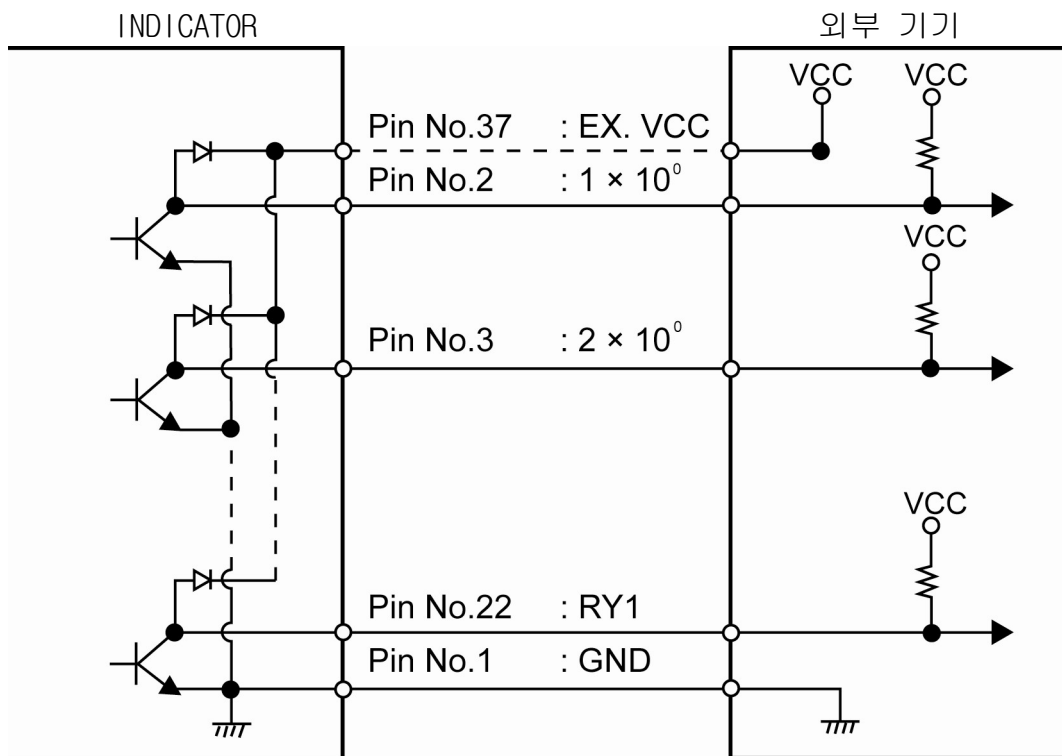 INDICATOR 외부 기기
VCC VCC
Pin No.37 : EX. VCC
Pin No.2 : 1 × 10⁰
VCC
Pin No.3 : 2 × 10⁰
VCC
Pin No.22 : RY1
Pin No.1 : GND